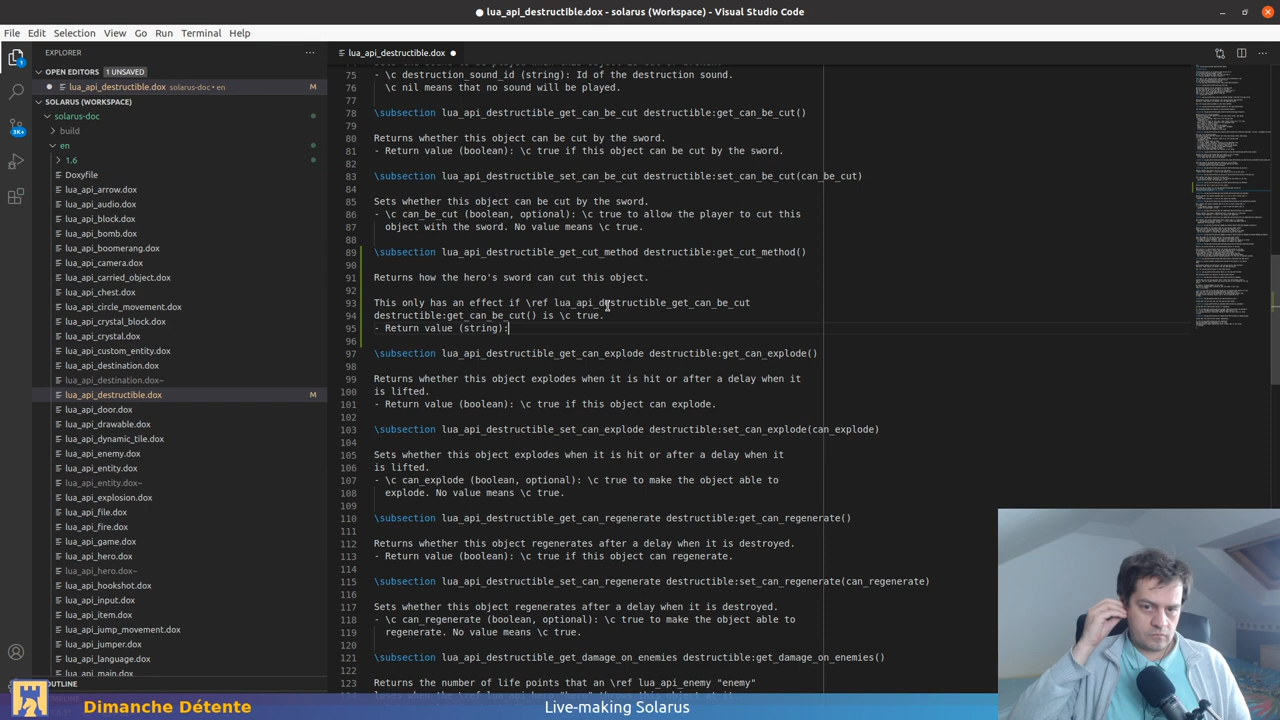 lua_api_destructible.dox - solarus (Workspace) - Visual Studio Code
File Edit Selection View Go Run Terminal Help
EXPLORER
OPEN EDITORS 1 UNSAVED
lua_api_destructible.dox solarus-doc • en M
SOLARUS (WORKSPACE)
solarus-doc
build
en
1.6
Doxyfile
lua_api_arrow.dox
lua_api_audio.dox
lua_api_block.dox
lua_api_bomb.dox
lua_api_boomerang.dox
lua_api_camera.dox
lua_api_carried_object.dox
lua_api_chest.dox
lua_api_circle_movement.dox
lua_api_crystal_block.dox
lua_api_crystal.dox
lua_api_custom_entity.dox
lua_api_destination.dox
lua_api_destination.dox~
lua_api_destructible.dox M
lua_api_door.dox
lua_api_drawable.dox
lua_api_dynamic_tile.dox
lua_api_enemy.dox
lua_api_entity.dox
lua_api_entity.dox~
lua_api_explosion.dox
lua_api_file.dox
lua_api_fire.dox
lua_api_game.dox
lua_api_hero.dox
lua_api_hero.dox~
lua_api_hookshot.dox
lua_api_input.dox
lua_api_item.dox
lua_api_jump_movement.dox
lua_api_jumper.dox
lua_api_language.dox
lua_api_main.dox
OUTLINE
3K+
1
lua_api_destructible.dox
75 - \c destruction_sound_id (string): Id of the destruction sound.
76 \c nil means that no sound will be played.
77
78 \subsection lua_api_destructible_get_can_be_cut destructible:get_can_be_cut()
79
80 Returns whether this object can be cut by the sword.
81 - Return value (boolean): \c true if this object can be cut by the sword.
82
83 \subsection lua_api_destructible_set_can_be_cut destructible:set_can_be_cut(can_be_cut)
84
85 Sets whether this object can be cut by the sword.
86 - \c can_be_cut (boolean, optional): \c true to allow the player to cut this
87 object with the sword. No value means \c true.
88
89 \subsection lua_api_destructible_get_cut_method destructible:get_cut_method()
90
91 Returns how the hero's sword can cut this object.
92
93 This only has an effect if \ref lua_api_destructible_get_can_be_cut
94 destructible:get_can_be_cut() is \c true.
95 - Return value (string):
96
97 \subsection lua_api_destructible_get_can_explode destructible:get_can_explode()
98
99 Returns whether this object explodes when it is hit or after a delay when it
100 is lifted.
101 - Return value (boolean): \c true if this object can explode.
102
103 \subsection lua_api_destructible_set_can_explode destructible:set_can_explode(can_explode)
104
105 Sets whether this object explodes when it is hit or after a delay when it
106 is lifted.
107 - \c can_explode (boolean, optional): \c true to make the object able to
108 explode. No value means \c true.
109
110 \subsection lua_api_destructible_get_can_regenerate destructible:get_can_regenerate()
111
112 Returns whether this object regenerates after a delay when it is destroyed.
113 - Return value (boolean): \c true if this object can regenerate.
114
115 \subsection lua_api_destructible_set_can_regenerate destructible:set_can_regenerate(can_regenerate)
116
117 Sets whether this object regenerates after a delay when it is destroyed.
118 - \c can_regenerate (boolean, optional): \c true to make the object able to
119 regenerate. No value means \c true.
120
121 \subsection lua_api_destructible_get_damage_on_enemies destructible:get_damage_on_enemies()
122
123 Returns the number of life points that an \ref lua_api_enemy "enemy"
Dimanche Détente
Live-making Solarus